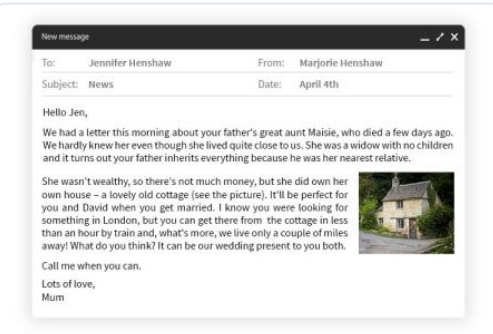 New message
To: Jennifer Henshaw From: Marjorie Henshaw
Subject: News Date: April 4th
Hello Jen,
We had a letter this morning about your father's great aunt Maisie, who died a few days ago.
We hardly knew her even though she lived quite close to us. She was a widow with no children
and it turns out your father inherits everything because he was her nearest relative.
She wasn't wealthy, so there's not much money, but she did own her
own house – a lovely old cottage (see the picture). It'll be perfect for
you and David when you get married. I know you were looking for
something in London, but you can get there from the cottage in less
than an hour by train and, what's more, we live only a couple of miles
away! What do you think? It can be our wedding present to you both.
Call me when you can.
Lots of love,
Mum